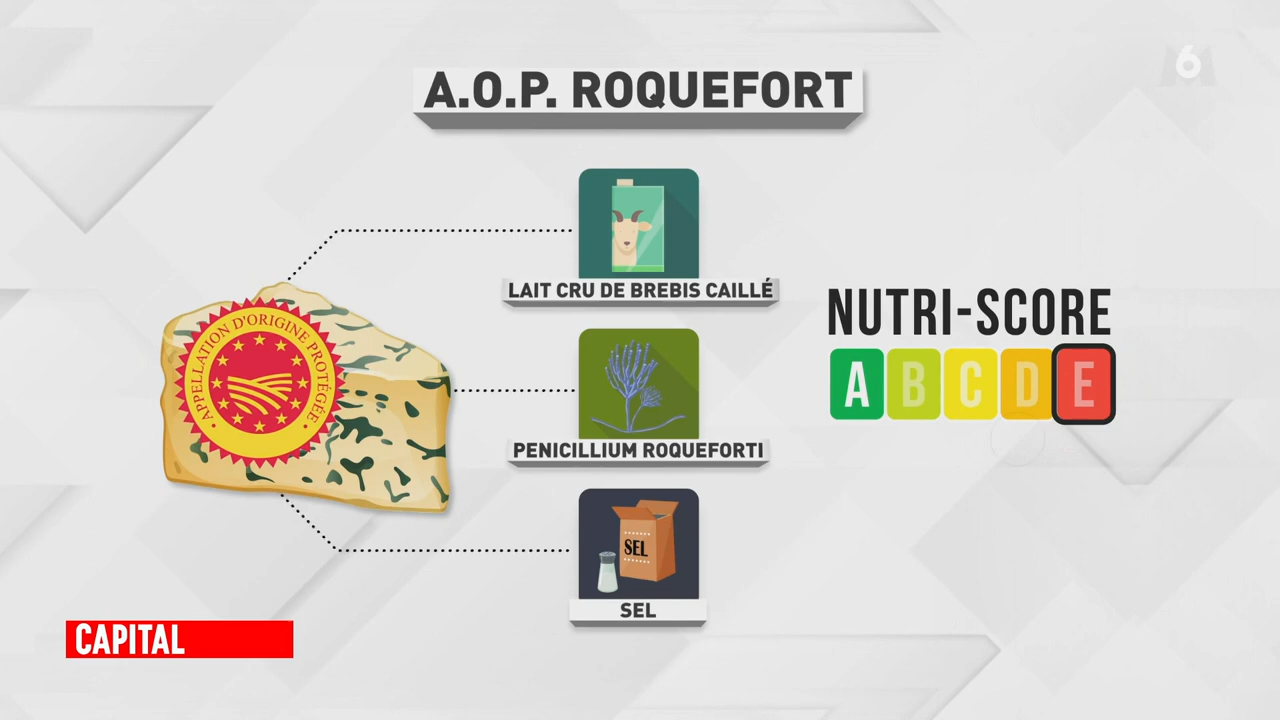 6
A.O.P. ROQUEFORT
LAIT CRU DE BREBIS CAILLÉ
APPELLATION D'ORIGINE PROTÉGÉE
PENICILLIUM ROQUEFORTI
SEL
SEL
NUTRI-SCORE
A B C D E
CAPITAL